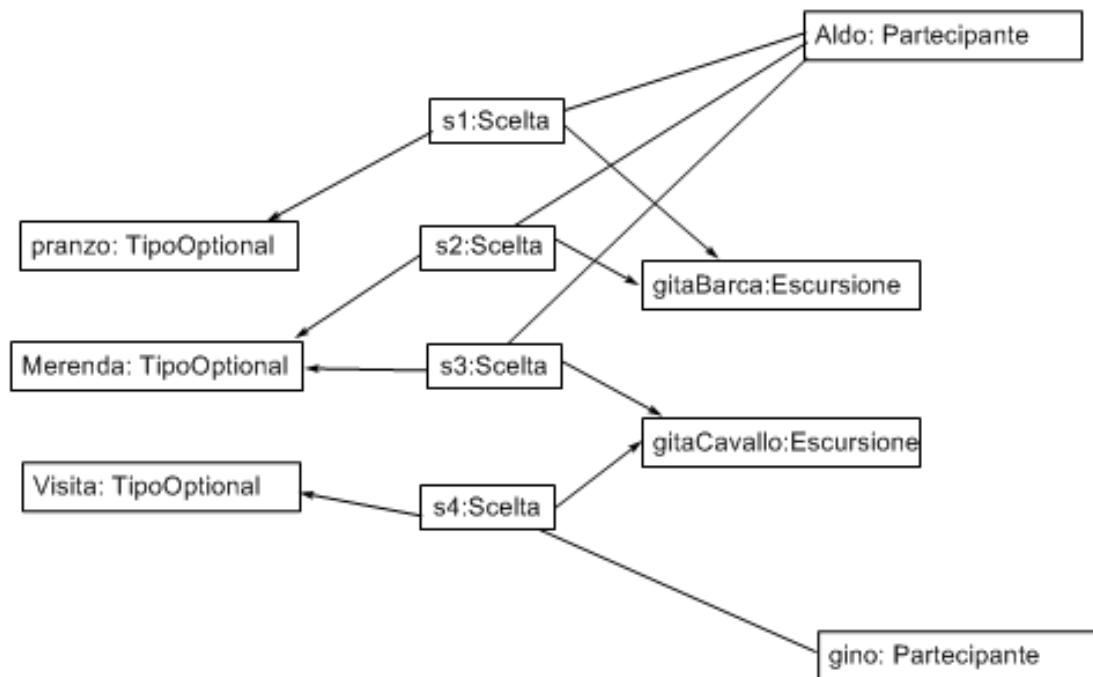 Aldo: Partecipante
s1:Scelta
pranzo: TipoOptional
s2:Scelta
gitaBarca:Escursione
Merenda: TipoOptional
s3:Scelta
gitaCavallo:Escursione
Visita: TipoOptional
s4:Scelta
gino: Partecipante